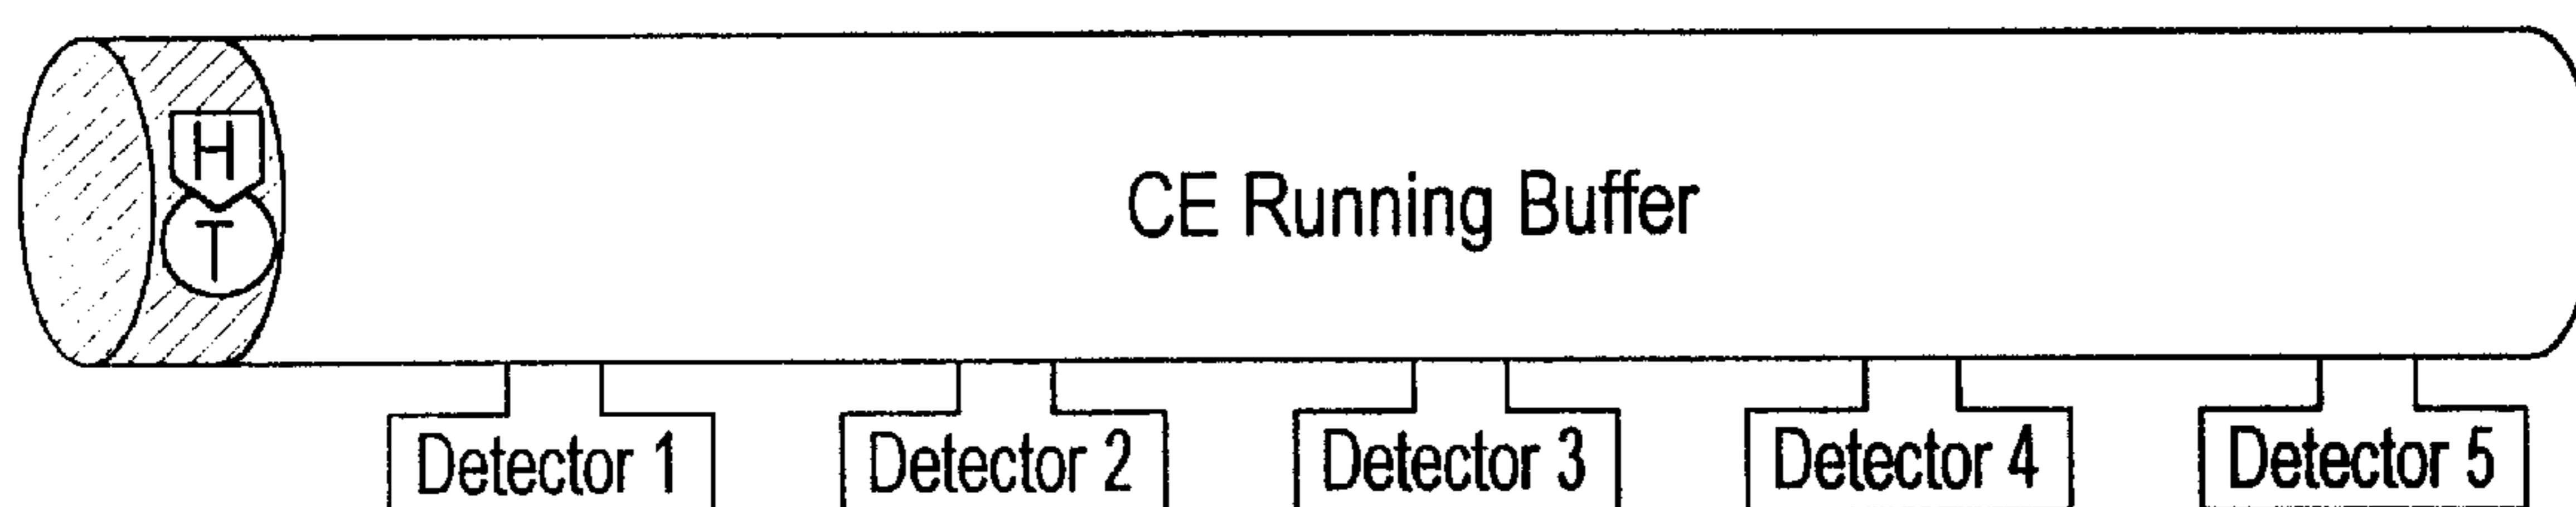 H
T
CE Running Buffer
Detector 1
Detector 2
Detector 3
Detector 4
Detector 5